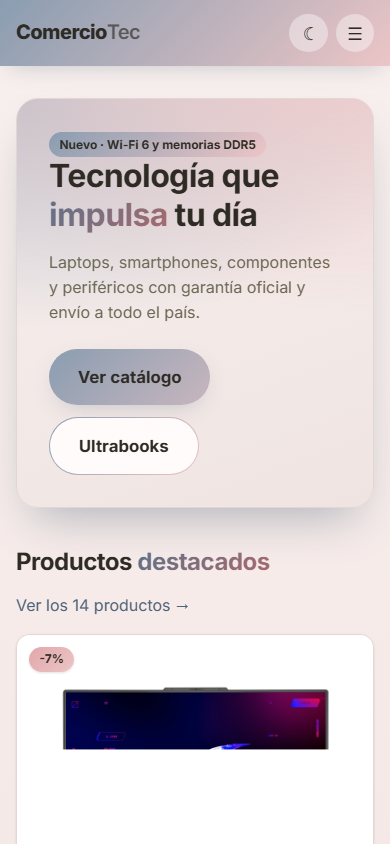 ComercioTec
Nuevo · Wi-Fi 6 y memorias DDR5
Tecnología que
impulsa tu día
Laptops, smartphones, componentes
y periféricos con garantía oficial y
envío a todo el país.
Ver catálogo
Ultrabooks
Productos destacados
Ver los 14 productos →
-7%